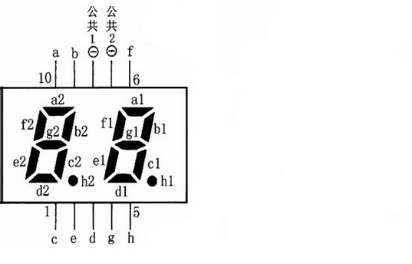 公共1 公共2
a b ⊖ ⊖ f
10 6
a2 a1
f2 g2 b2 f1 g1 b1
e2 c2 h2 e1 c1 h1
d2 d1
1 5
c e d g h